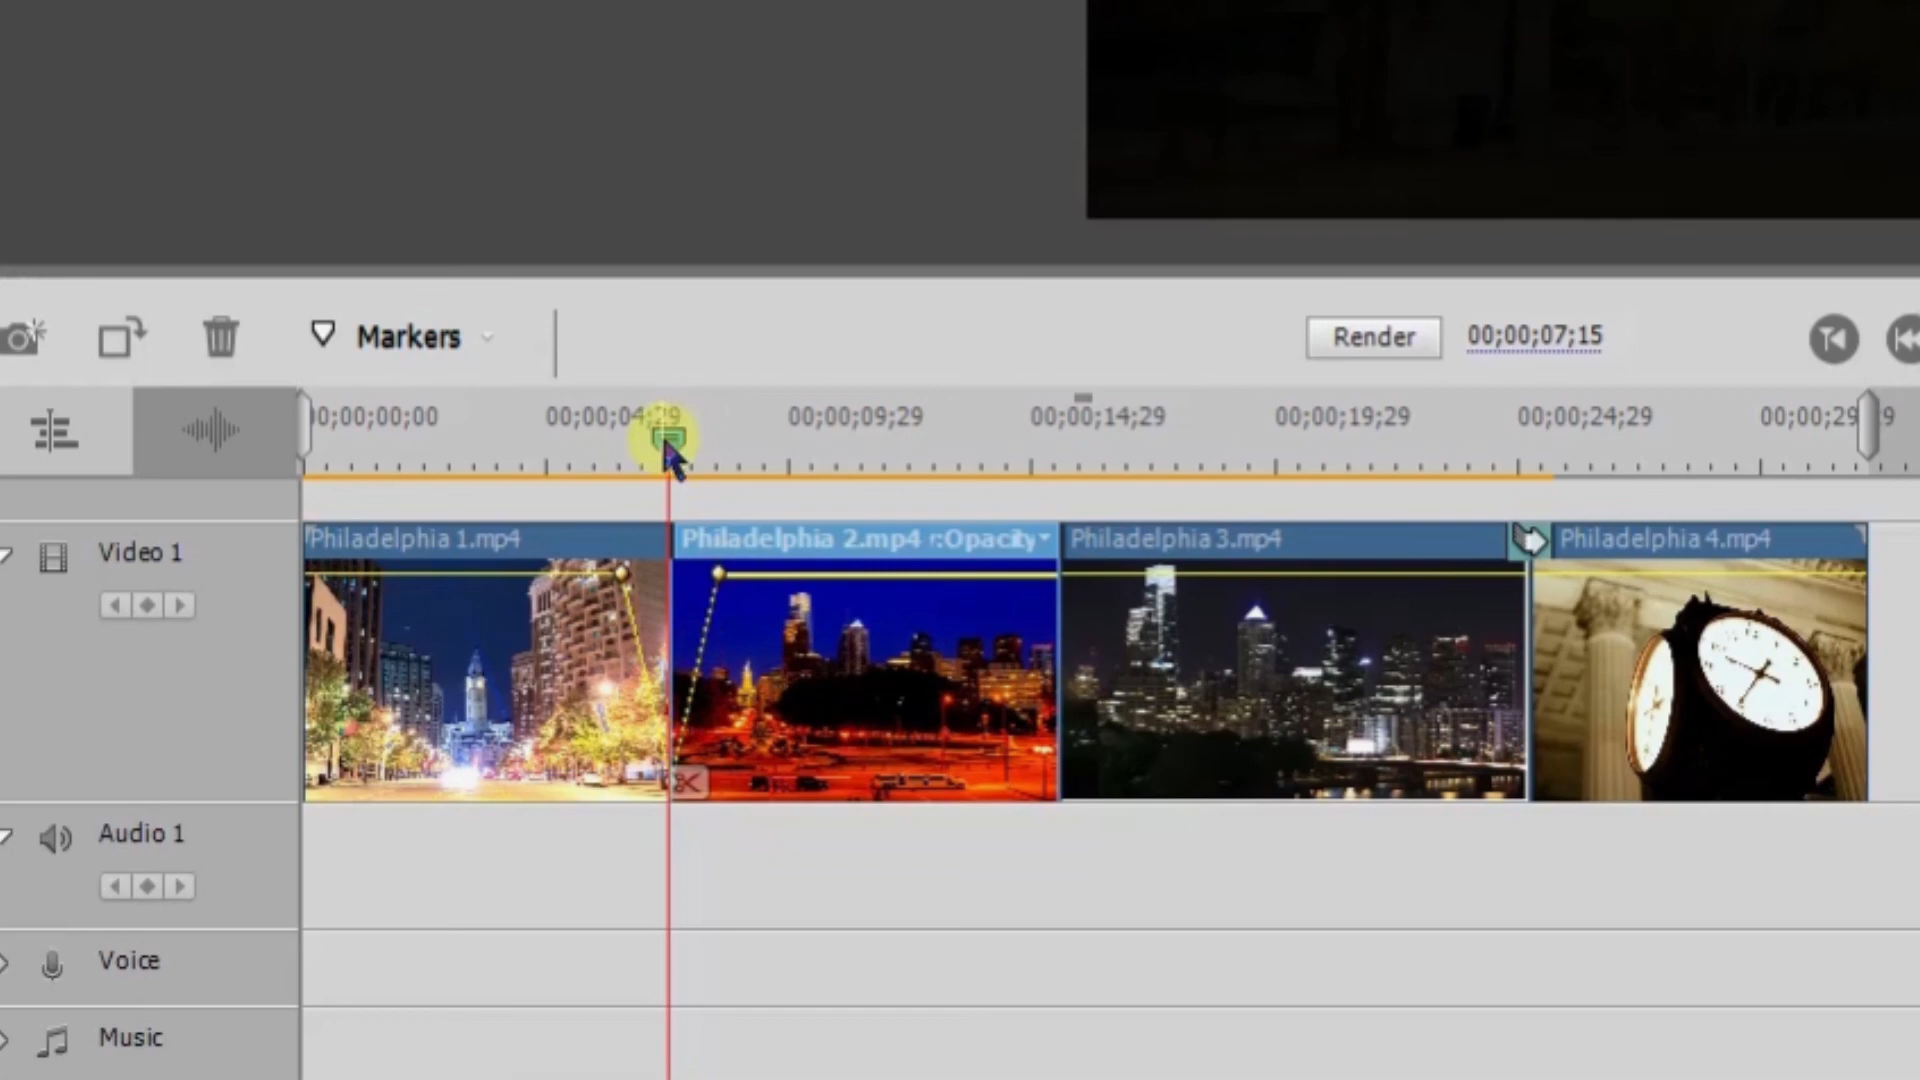 Markers
Render
00;00;07;15
00;00;00;00
00;00;04;29
00;00;09;29
00;00;14;29
00;00;19;29
00;00;24;29
00;00;29;29
Philadelphia 1.mp4
Philadelphia 2.mp4 r:Opacity
Philadelphia 3.mp4
Philadelphia 4.mp4
Video 1
Audio 1
Voice
Music